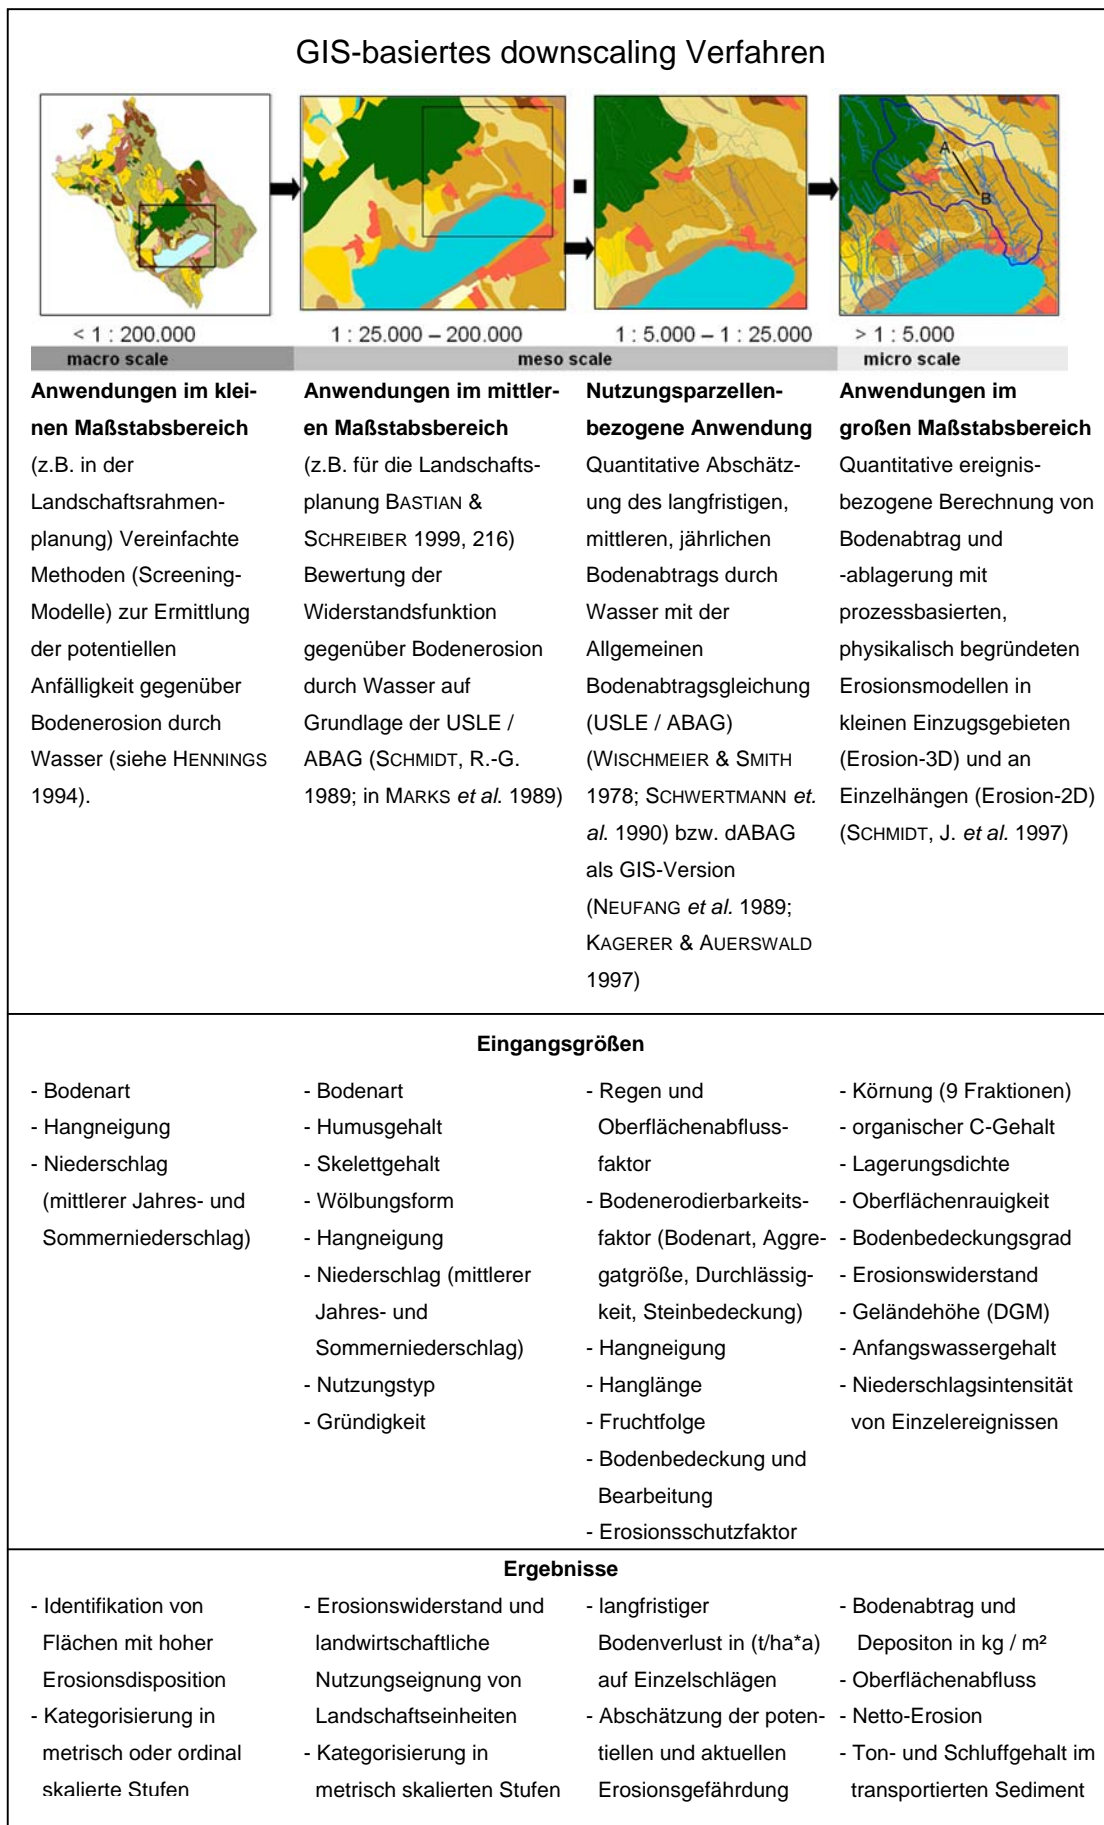 GIS-basiertes downscaling Verfahren
A
B
< 1 : 200.000
1 : 25.000 – 200.000
1 : 5.000 – 1 : 25.000
> 1 : 5.000
macro scale
meso scale
micro scale
Anwendungen im klei-
nen Maßstabsbereich
(z.B. in der
Landschaftsrahmen-
planung) Vereinfachte
Methoden (Screening-
Modelle) zur Ermittlung
der potentiellen
Anfälligkeit gegenüber
Bodenerosion durch
Wasser (siehe HENNINGS
1994).
Anwendungen im mittler-
en Maßstabsbereich
(z.B. für die Landschafts-
planung BASTIAN &
SCHREIBER 1999, 216)
Bewertung der
Widerstandsfunktion
gegenüber Bodenerosion
durch Wasser auf
Grundlage der USLE /
ABAG (SCHMIDT, R.-G.
1989; in MARKS et al. 1989)
Nutzungsparzellen-
bezogene Anwendung
Quantitative Abschätz-
ung des langfristigen,
mittleren, jährlichen
Bodenabtrags durch
Wasser mit der
Allgemeinen
Bodenabtragsgleichung
(USLE / ABAG)
(WISCHMEIER & SMITH
1978; SCHWERTMANN et.
al. 1990) bzw. dABAG
als GIS-Version
(NEUFANG et al. 1989;
KAGERER & AUERSWALD
1997)
Anwendungen im
großen Maßstabsbereich
Quantitative ereignis-
bezogene Berechnung von
Bodenabtrag und
-ablagerung mit
prozessbasierten,
physikalisch begründeten
Erosionsmodellen in
kleinen Einzugsgebieten
(Erosion-3D) und an
Einzelhängen (Erosion-2D)
(SCHMIDT, J. et al. 1997)
Eingangsgrößen
- Bodenart
- Hangneigung
- Niederschlag
(mittlerer Jahres- und
Sommerniederschlag)
- Bodenart
- Humusgehalt
- Skelettgehalt
- Wölbungsform
- Hangneigung
- Niederschlag (mittlerer
Jahres- und
Sommerniederschlag)
- Nutzungstyp
- Gründigkeit
- Regen und
Oberflächenabfluss-
faktor
- Bodenerodierbarkeits-
faktor (Bodenart, Aggre-
gatgröße, Durchlässig-
keit, Steinbedeckung)
- Hangneigung
- Hanglänge
- Fruchtfolge
- Bodenbedeckung und
Bearbeitung
- Erosionsschutzfaktor
- Körnung (9 Fraktionen)
- organischer C-Gehalt
- Lagerungsdichte
- Oberflächenrauigkeit
- Bodenbedeckungsgrad
- Erosionswiderstand
- Geländehöhe (DGM)
- Anfangswassergehalt
- Niederschlagsintensität
von Einzelereignissen
Ergebnisse
- Identifikation von
Flächen mit hoher
Erosionsdisposition
- Kategorisierung in
metrisch oder ordinal
skalierte Stufen
- Erosionswiderstand und
landwirtschaftliche
Nutzungseignung von
Landschaftseinheiten
- Kategorisierung in
metrisch skalierten Stufen
- langfristiger
Bodenverlust in (t/ha*a)
auf Einzelschlägen
- Abschätzung der poten-
tiellen und aktuellen
Erosionsgefährdung
- Bodenabtrag und
Depositon in kg / m²
- Oberflächenabfluss
- Netto-Erosion
- Ton- und Schluffgehalt im
transportierten Sediment